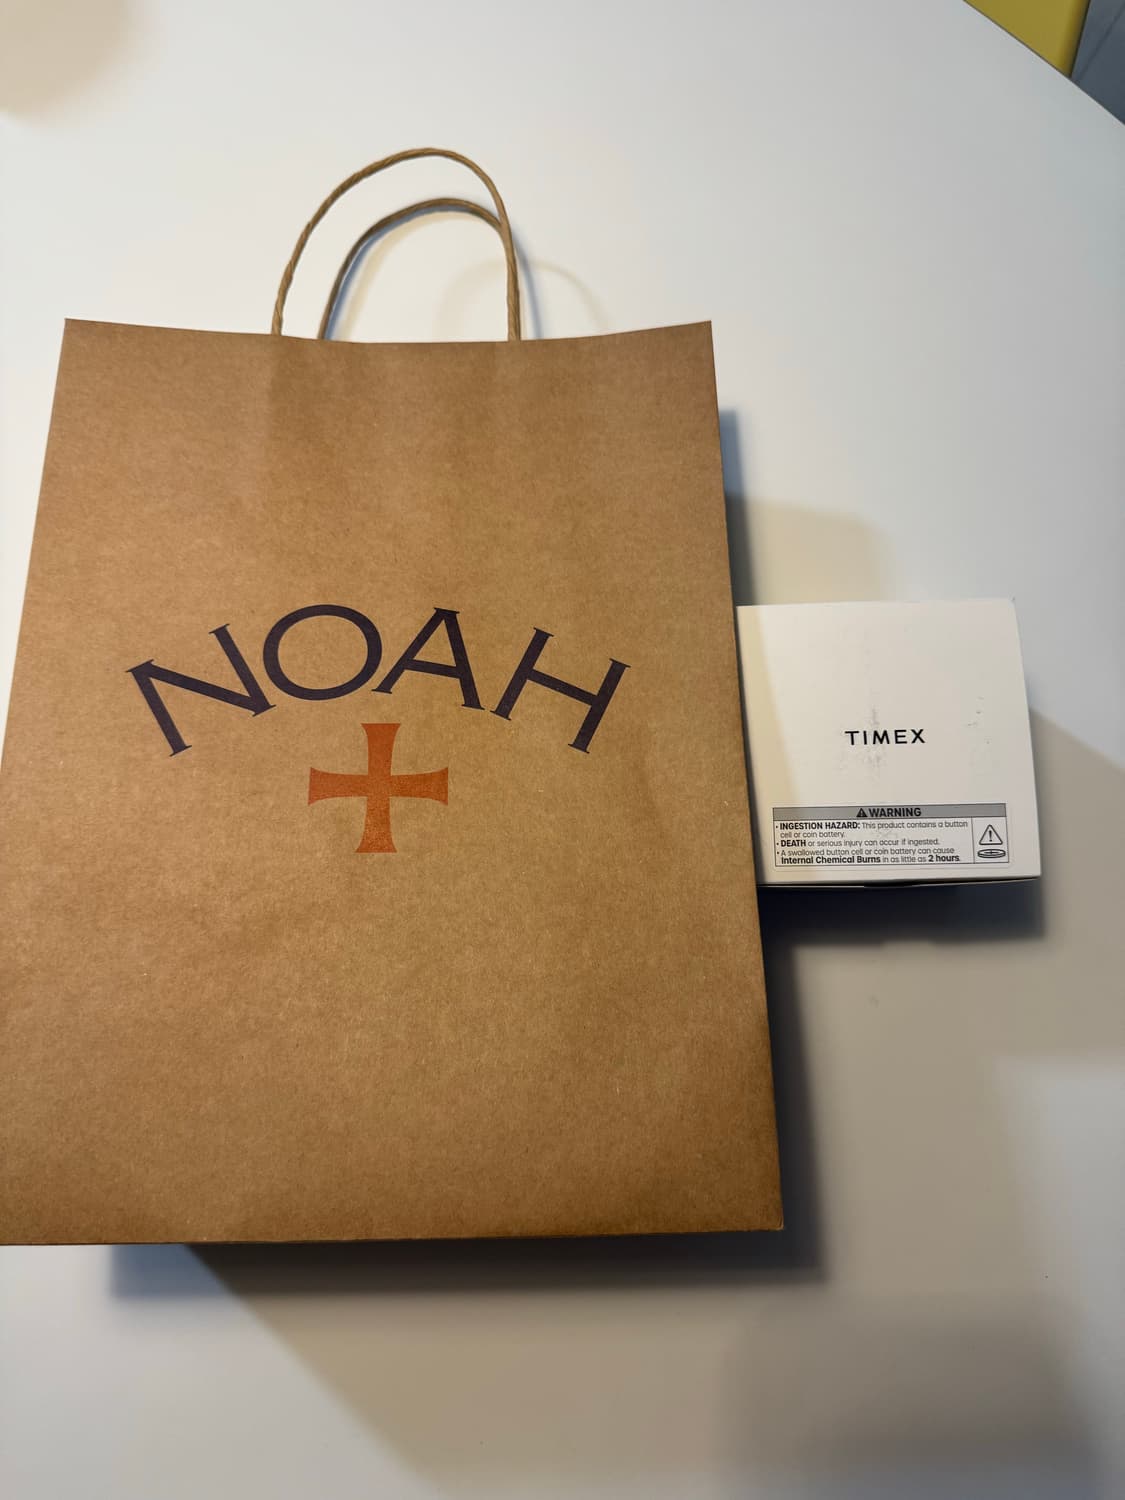 NOAH
TIMEX
⚠ WARNING
• INGESTION HAZARD: This product contains a button
cell or coin battery.
• DEATH or serious injury can occur if ingested.
• A swallowed button cell or coin battery can cause
Internal Chemical Burns in as little as 2 hours.